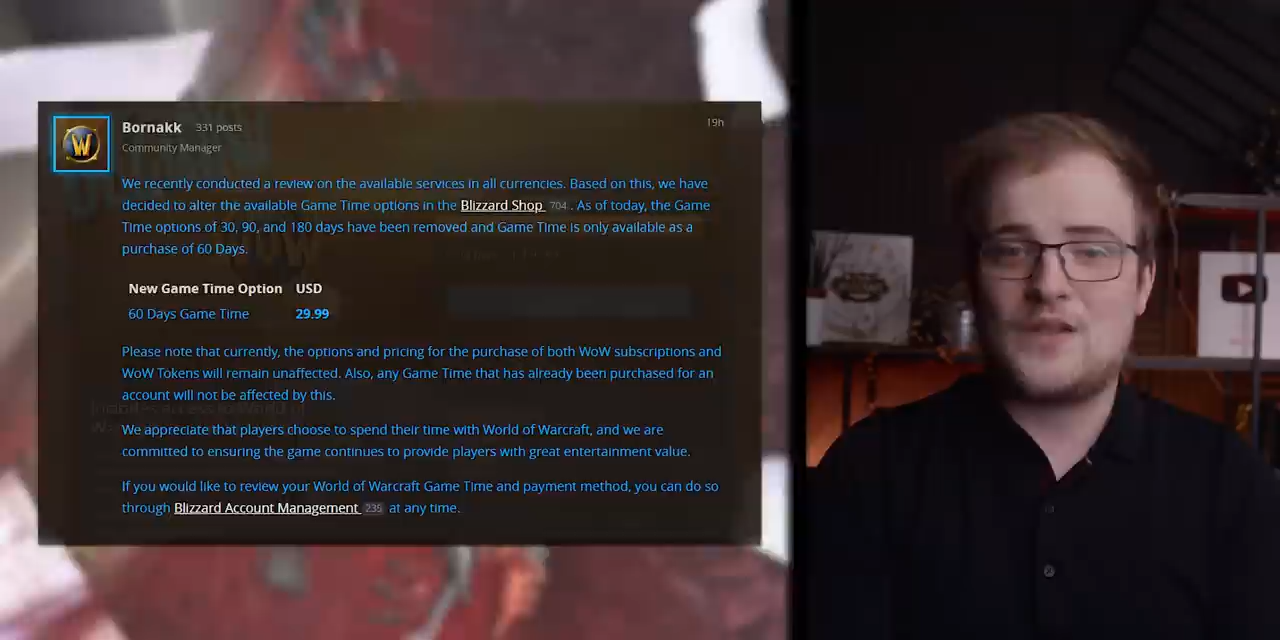 Bornakk 331 posts 19h
Community Manager
We recently conducted a review on the available services in all currencies. Based on this, we have
decided to alter the available Game Time options in the Blizzard Shop 704 . As of today, the Game
Time options of 30, 90, and 180 days have been removed and Game Time is only available as a
purchase of 60 Days.
New Game Time Option USD
60 Days Game Time 29.99
Please note that currently, the options and pricing for the purchase of both WoW subscriptions and
WoW Tokens will remain unaffected. Also, any Game Time that has already been purchased for an
account will not be affected by this.
We appreciate that players choose to spend their time with World of Warcraft, and we are
committed to ensuring the game continues to provide players with great entertainment value.
If you would like to review your World of Warcraft Game Time and payment method, you can do so
through Blizzard Account Management 235 at any time.